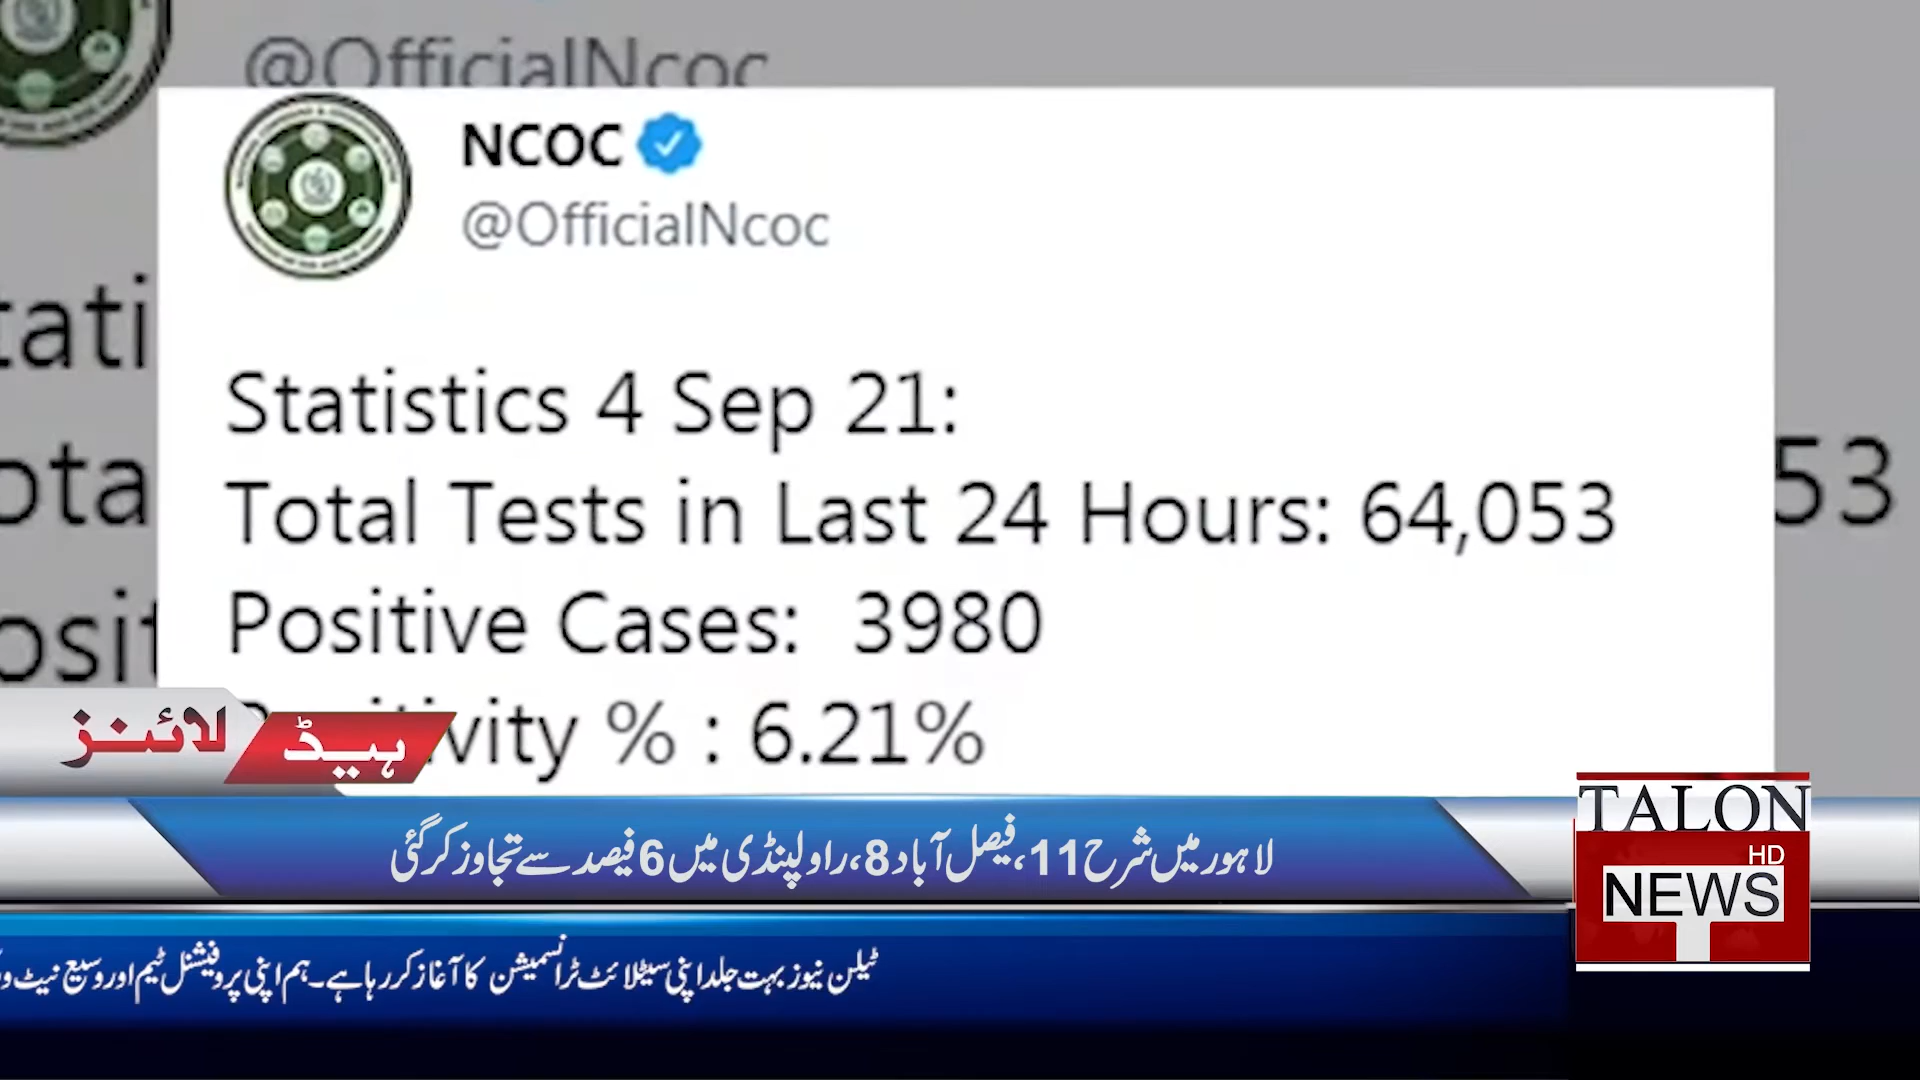 @OfficialNcoc
NCOC
@OfficialNcoc
Statistics 4 Sep 21:
Total Tests in Last 24 Hours: 64,053
Positive Cases: 3980
% : 6.21%
ہیڈ لائنز
لاہور میں شرح 11، فیصل آباد 8، راولپنڈی میں 6 فیصد سے تجاوز کر گئی
TALON
HD
NEWS
ٹیلن نیوز بہت جلد اپنی سیٹلائٹ ٹرانسمیشن کا آغاز کر رہا ہے۔ ہم اپنی پروفیشنل ٹیم اور وسیع نیٹ